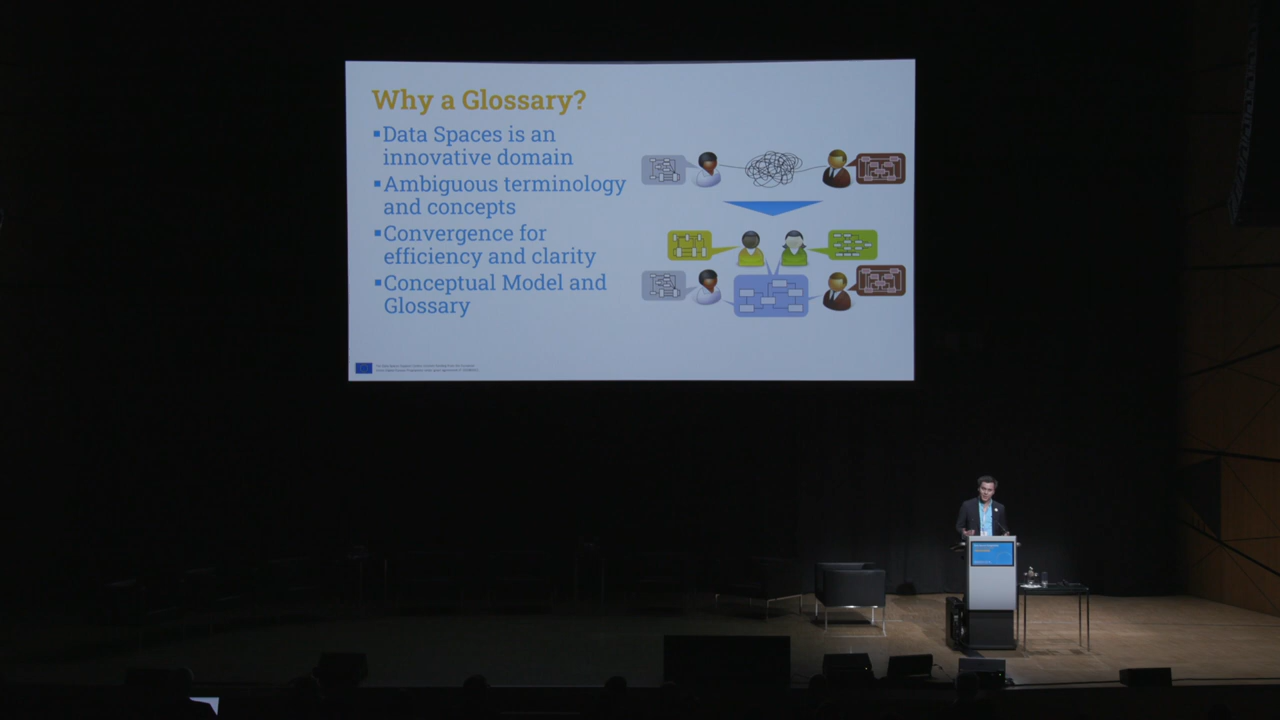 Why a Glossary?
▪Data Spaces is an
innovative domain
▪Ambiguous terminology
and concepts
▪Convergence for
efficiency and clarity
▪Conceptual Model and
Glossary